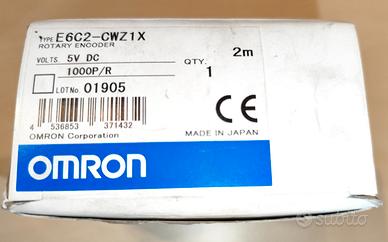 TYPE E6C2-CWZ1X
ROTARY ENCODER
VOLTS 5V DC
QTY. 2m
1000P/R
1
LOT No. 01905
CE
4 536853 371432
MADE IN JAPAN
OMRON Corporation
OMRON
subito